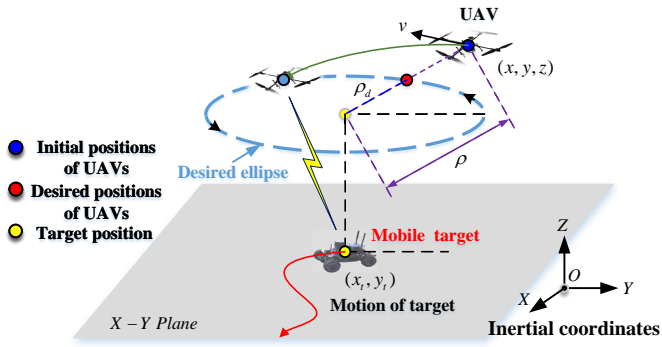 UAV
v
(x, y, z)
ρ_d
ρ
Initial positions
of UAVs
Desired positions
of UAVs
Target position
Desired ellipse
Mobile target
(x_t, y_t)
Motion of target
X − Y Plane
Z
O
Y
X
Inertial coordinates